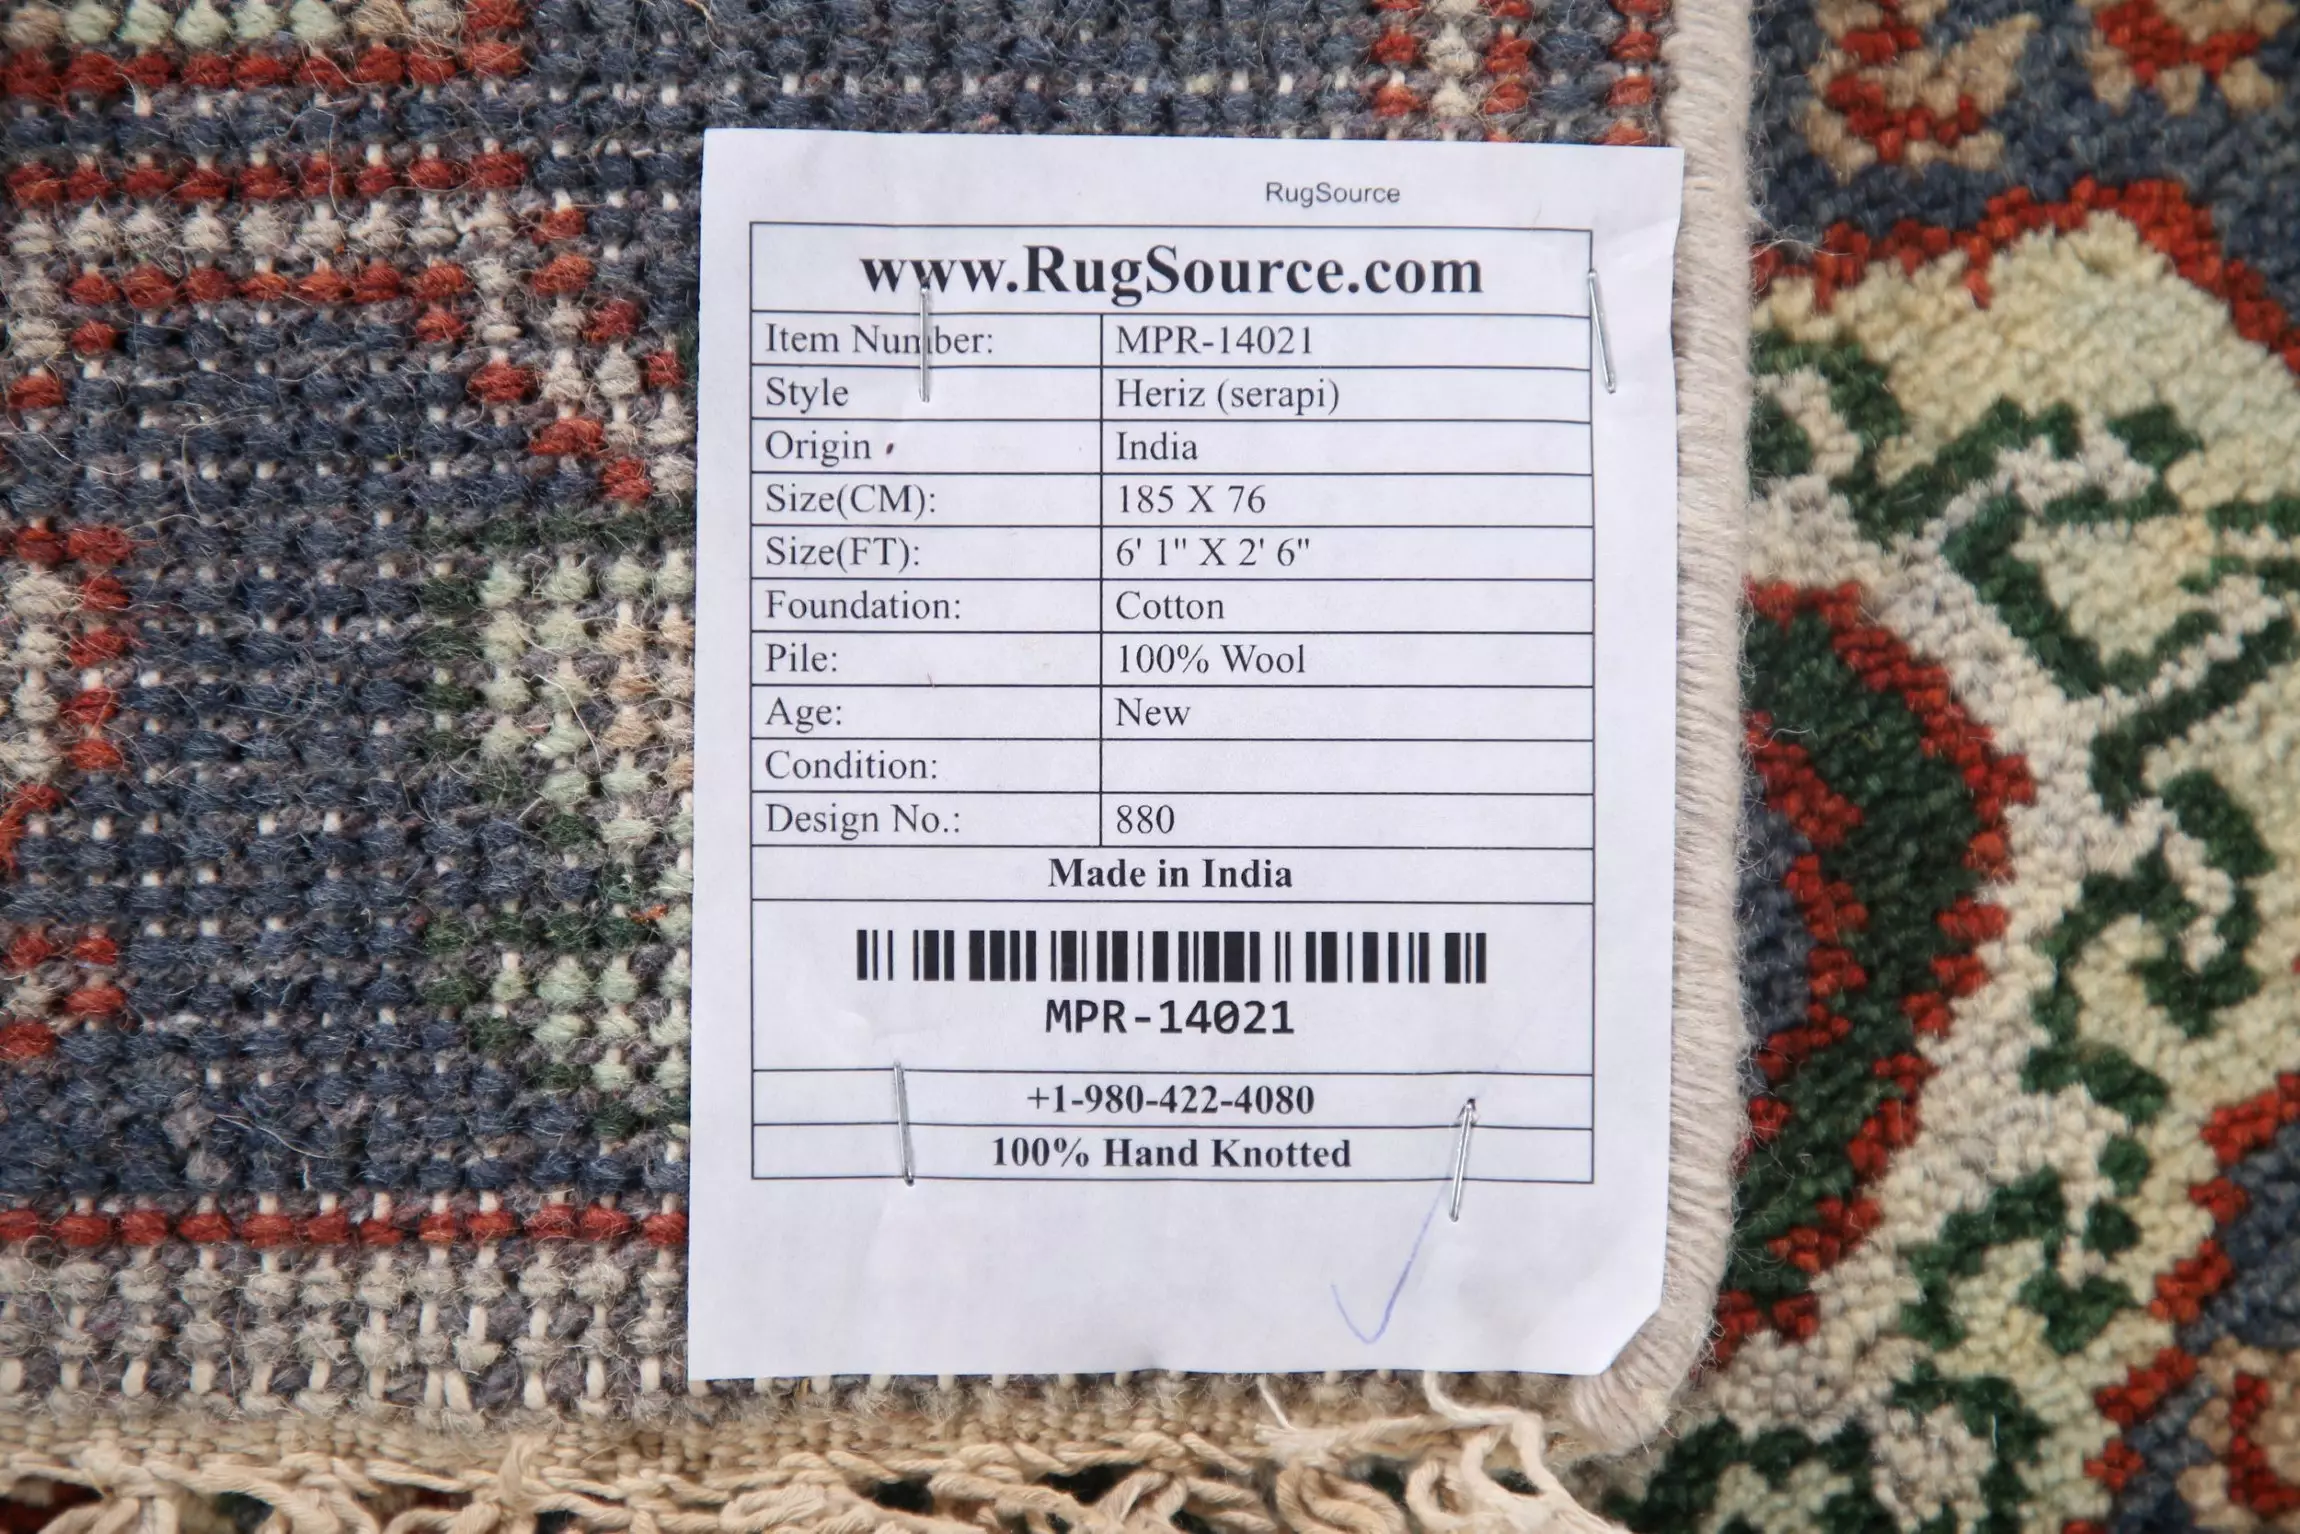 RugSource
www.RugSource.com
Item Number: MPR-14021
Style Heriz (serapi)
Origin India
Size(CM): 185 X 76
Size(FT): 6' 1" X 2' 6"
Foundation: Cotton
Pile: 100% Wool
Age: New
Condition:
Design No.: 880
Made in India
MPR-14021
+1-980-422-4080
100% Hand Knotted